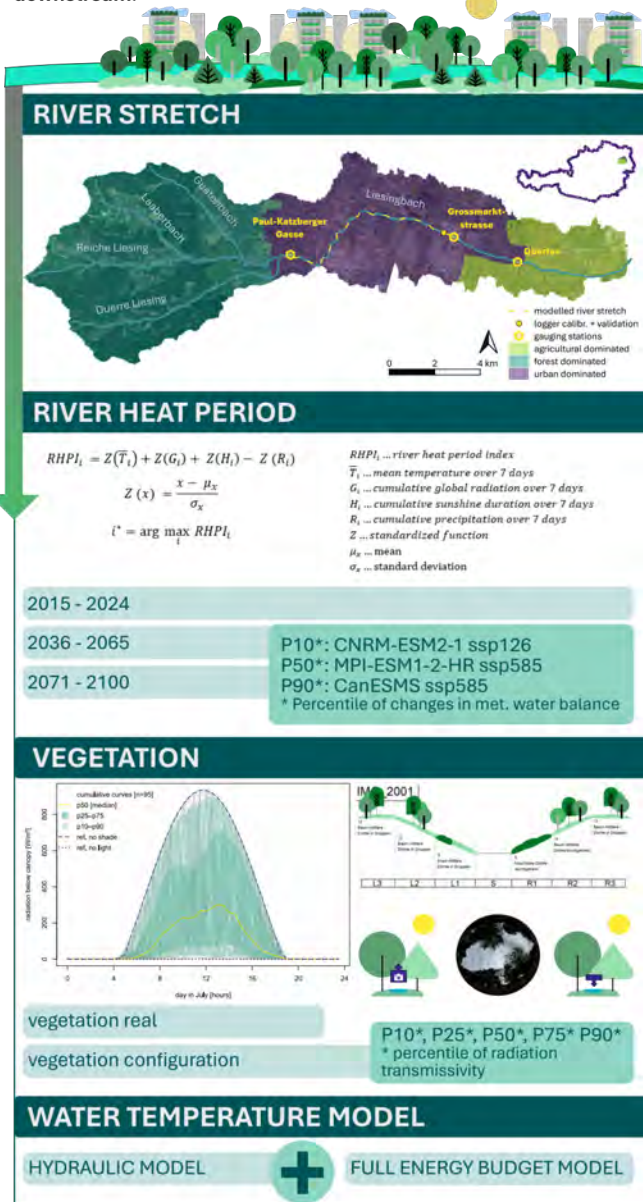 downstream.
RIVER STRETCH
Gutenbach
Laaberbach
Reiche Liesing
Duerre Liesing
Paul-Katzberger
Gasse
Liesingbach
Grossmarkt-
strasse
modelled river stretch
logger calibr. + validation
gauging stations
agricultural dominated
forest dominated
urban dominated
0 2 4 km
RIVER HEAT PERIOD
RHPI_i = Z(T̅_i) + Z(G_i) + Z(H_i) − Z (R_i)
Z (x) = (x − μ_x) / σ_x
i* = arg max_i RHPI_i
RHPI_i ... river heat period index
T̅_i ... mean temperature over 7 days
G_i ... cumulative global radiation over 7 days
H_i ... cumulative sunshine duration over 7 days
R_i ... cumulative precipitation over 7 days
Z ... standardized function
μ_x ... mean
σ_x ... standard deviation
2015 - 2024
2036 - 2065
2071 - 2100
P10*: CNRM-ESM2-1 ssp126
P50*: MPI-ESM1-2-HR ssp585
P90*: CanESMS ssp585
* Percentile of changes in met. water balance
VEGETATION
cumulative curves [n=95]
p50 [median]
p25–p75
p10–p90
ref. no shade
ref. no light
radiation below canopy [W/m²]
800
600
400
200
0
0 4 8 12 16 20 24
day in July [hours]
2001
L3 L2 L1 S R1 R2 R3
vegetation real
vegetation configuration
P10*, P25*, P50*, P75* P90*
* percentile of radiation
transmissivity
WATER TEMPERATURE MODEL
HYDRAULIC MODEL
FULL ENERGY BUDGET MODEL